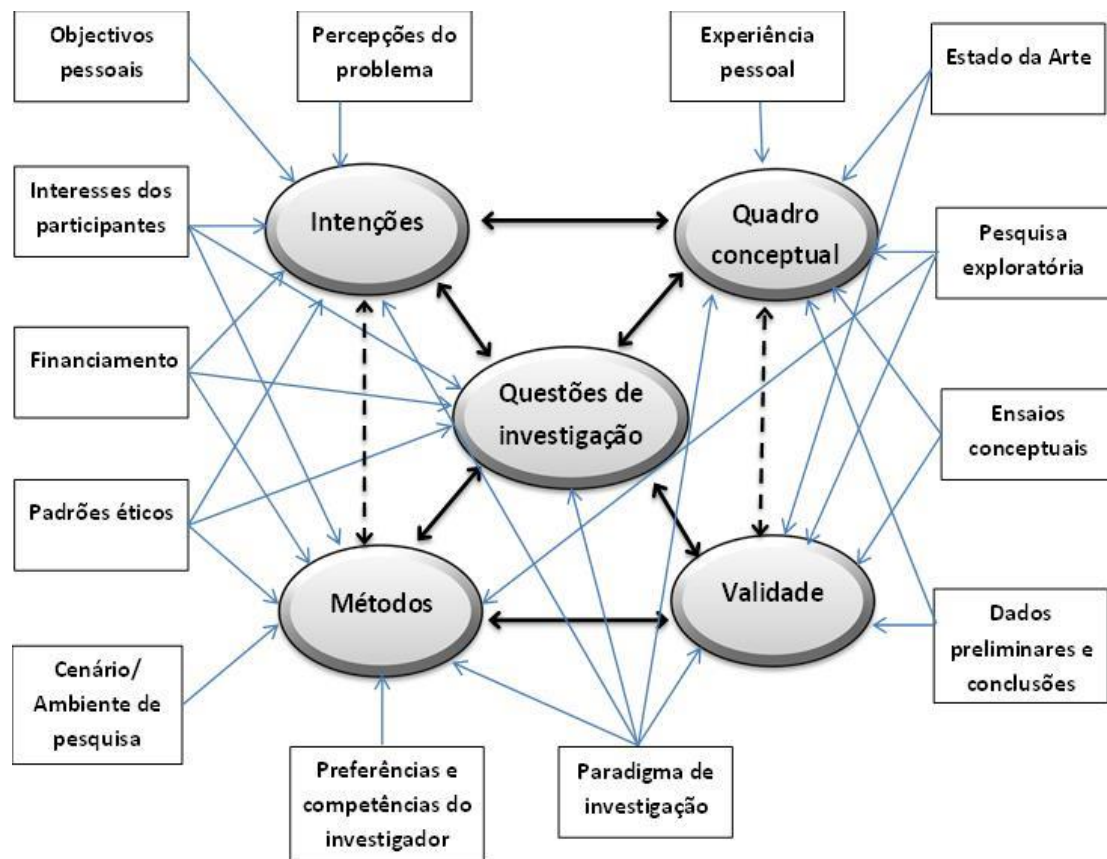 Objectivos
pessoais
Percepções do
problema
Experiência
pessoal
Estado da Arte
Interesses dos
participantes
Intenções
Quadro
conceptual
Pesquisa
exploratória
Financiamento
Questões de
investigação
Ensaios
conceptuais
Padrões éticos
Métodos
Validade
Dados
preliminares e
conclusões
Cenário/
Ambiente de
pesquisa
Preferências e
competências do
investigador
Paradigma de
investigação